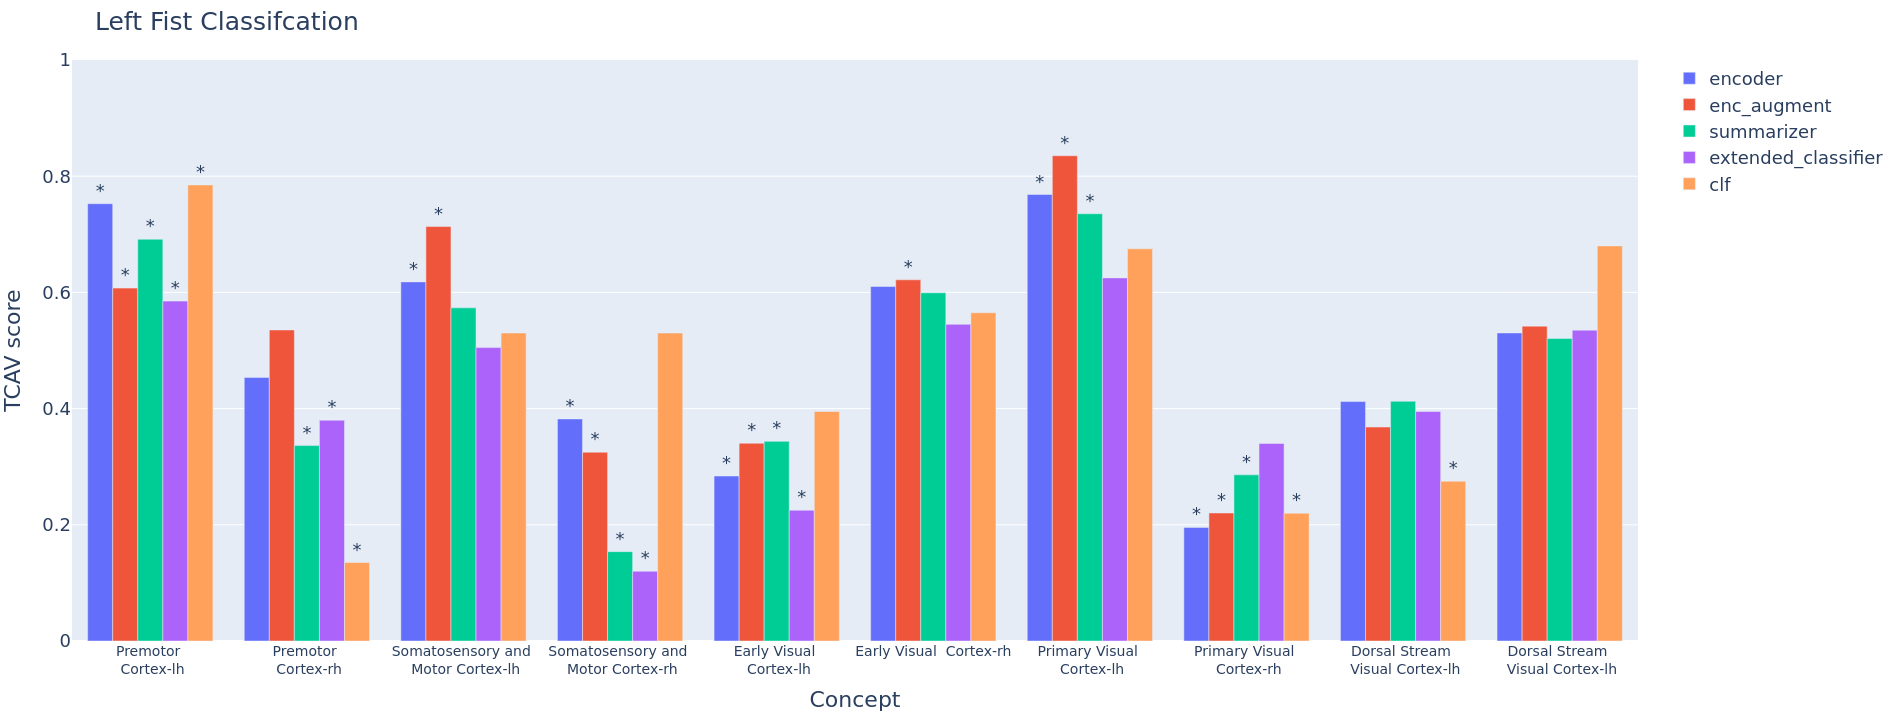 Left Fist Classifcation
TCAV score
1
0.8
0.6
0.4
0.2
0
* * * * *
* * *
* *
* * * *
* * * *
*
* * *
* * * *
*
Premotor
Cortex-lh
Premotor
Cortex-rh
Somatosensory and
Motor Cortex-lh
Somatosensory and
Motor Cortex-rh
Early Visual
Cortex-lh
Early Visual  Cortex-rh
Primary Visual
Cortex-lh
Primary Visual
Cortex-rh
Dorsal Stream
Visual Cortex-lh
Dorsal Stream
Visual Cortex-lh
Concept
encoder
enc_augment
summarizer
extended_classifier
clf